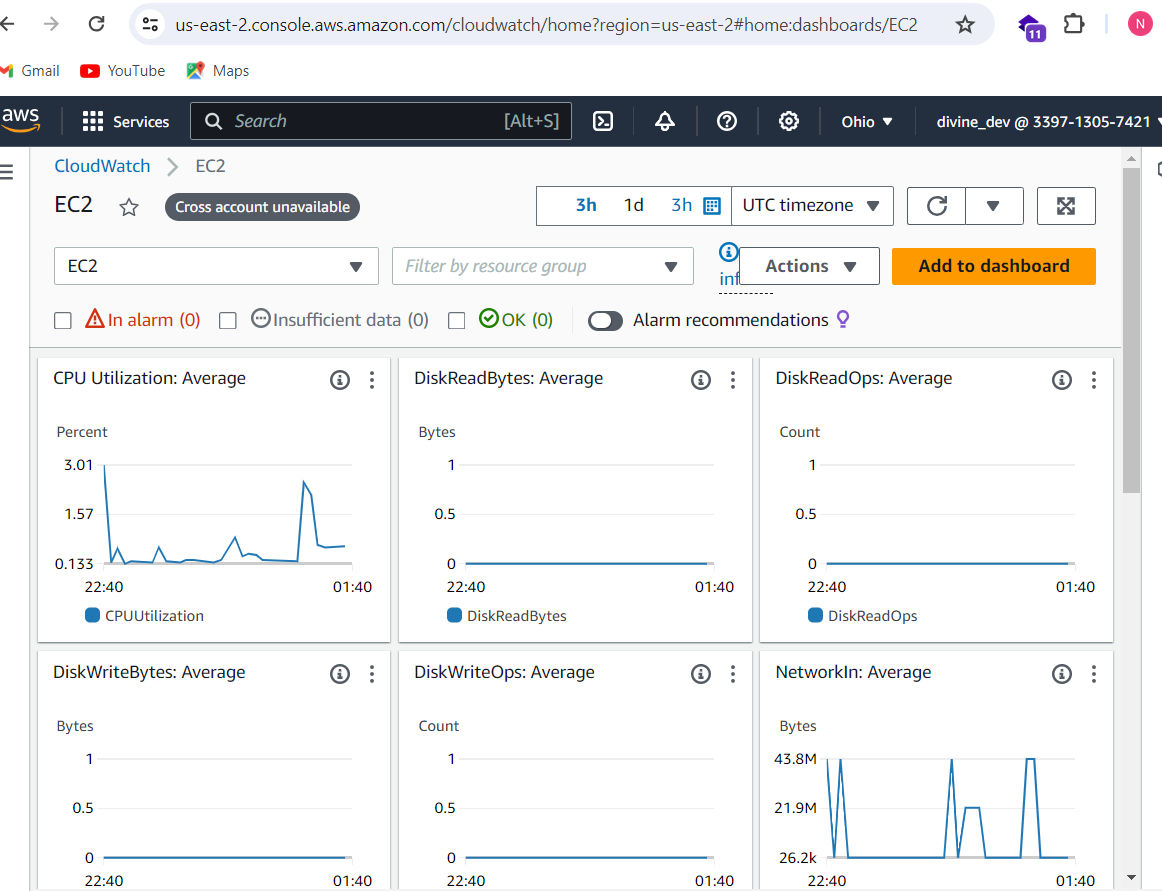 us-east-2.console.aws.amazon.com/cloudwatch/home?region=us-east-2#home:dashboards/EC2
11
N
Gmail YouTube Maps
aws Services Search [Alt+S] Ohio divine_dev @ 3397-1305-7421
CloudWatch EC2
EC2 Cross account unavailable 3h 1d 3h UTC timezone
EC2 Filter by resource group inf Actions Add to dashboard
In alarm (0) Insufficient data (0) OK (0) Alarm recommendations
CPU Utilization: Average
Percent
3.01
1.57
0.133
22:40 01:40
CPUUtilization
DiskReadBytes: Average
Bytes
1
0.5
0
22:40 01:40
DiskReadBytes
DiskReadOps: Average
Count
1
0.5
0
22:40 01:40
DiskReadOps
DiskWriteBytes: Average
Bytes
1
0.5
0
22:40 01:40
DiskWriteOps: Average
Count
1
0.5
0
22:40 01:40
NetworkIn: Average
Bytes
43.8M
21.9M
26.2k
22:40 01:40